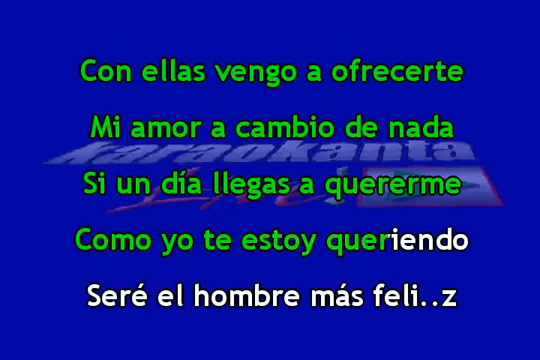 Con ellas vengo a ofrecerte
Mi amor a cambio de nada
karaokanta
Si un día llegas a quererme
Como yo te estoy queriendo
Seré el hombre más feli..z